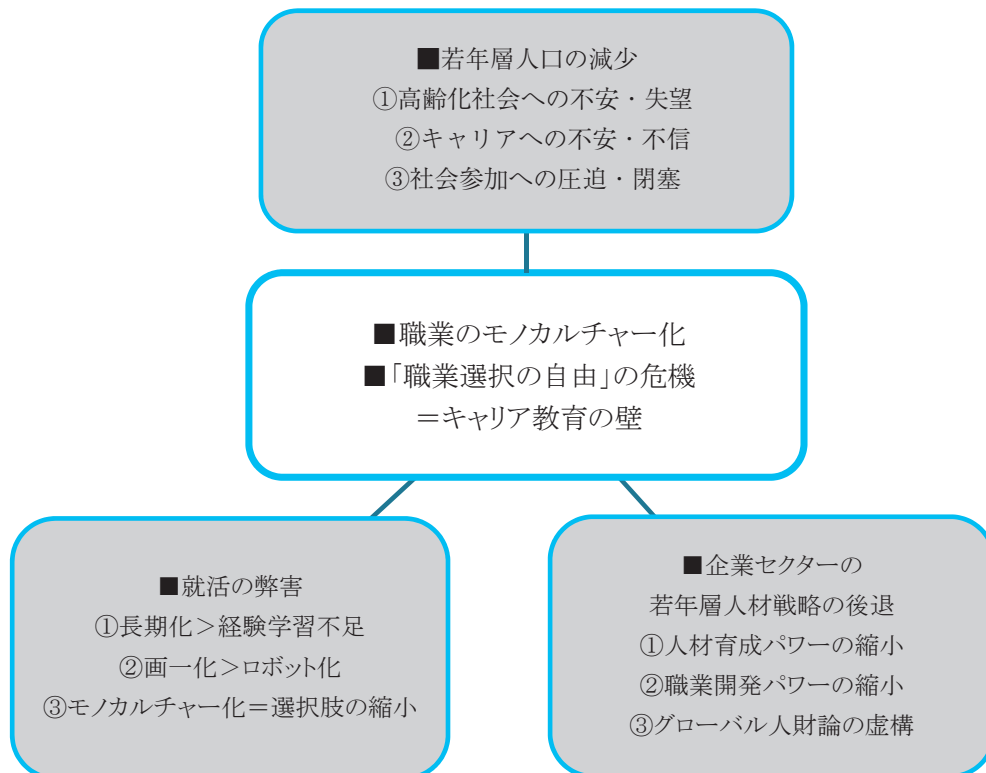 ■若年層人口の減少
①高齢化社会への不安・失望
②キャリアへの不安・不信
③社会参加への圧迫・閉塞
■職業のモノカルチャー化
■「職業選択の自由」の危機
＝キャリア教育の壁
■就活の弊害
①長期化＞経験学習不足
②画一化＞ロボット化
③モノカルチャー化＝選択肢の縮小
■企業セクターの
若年層人材戦略の後退
①人材育成パワーの縮小
②職業開発パワーの縮小
③グローバル人財論の虚構